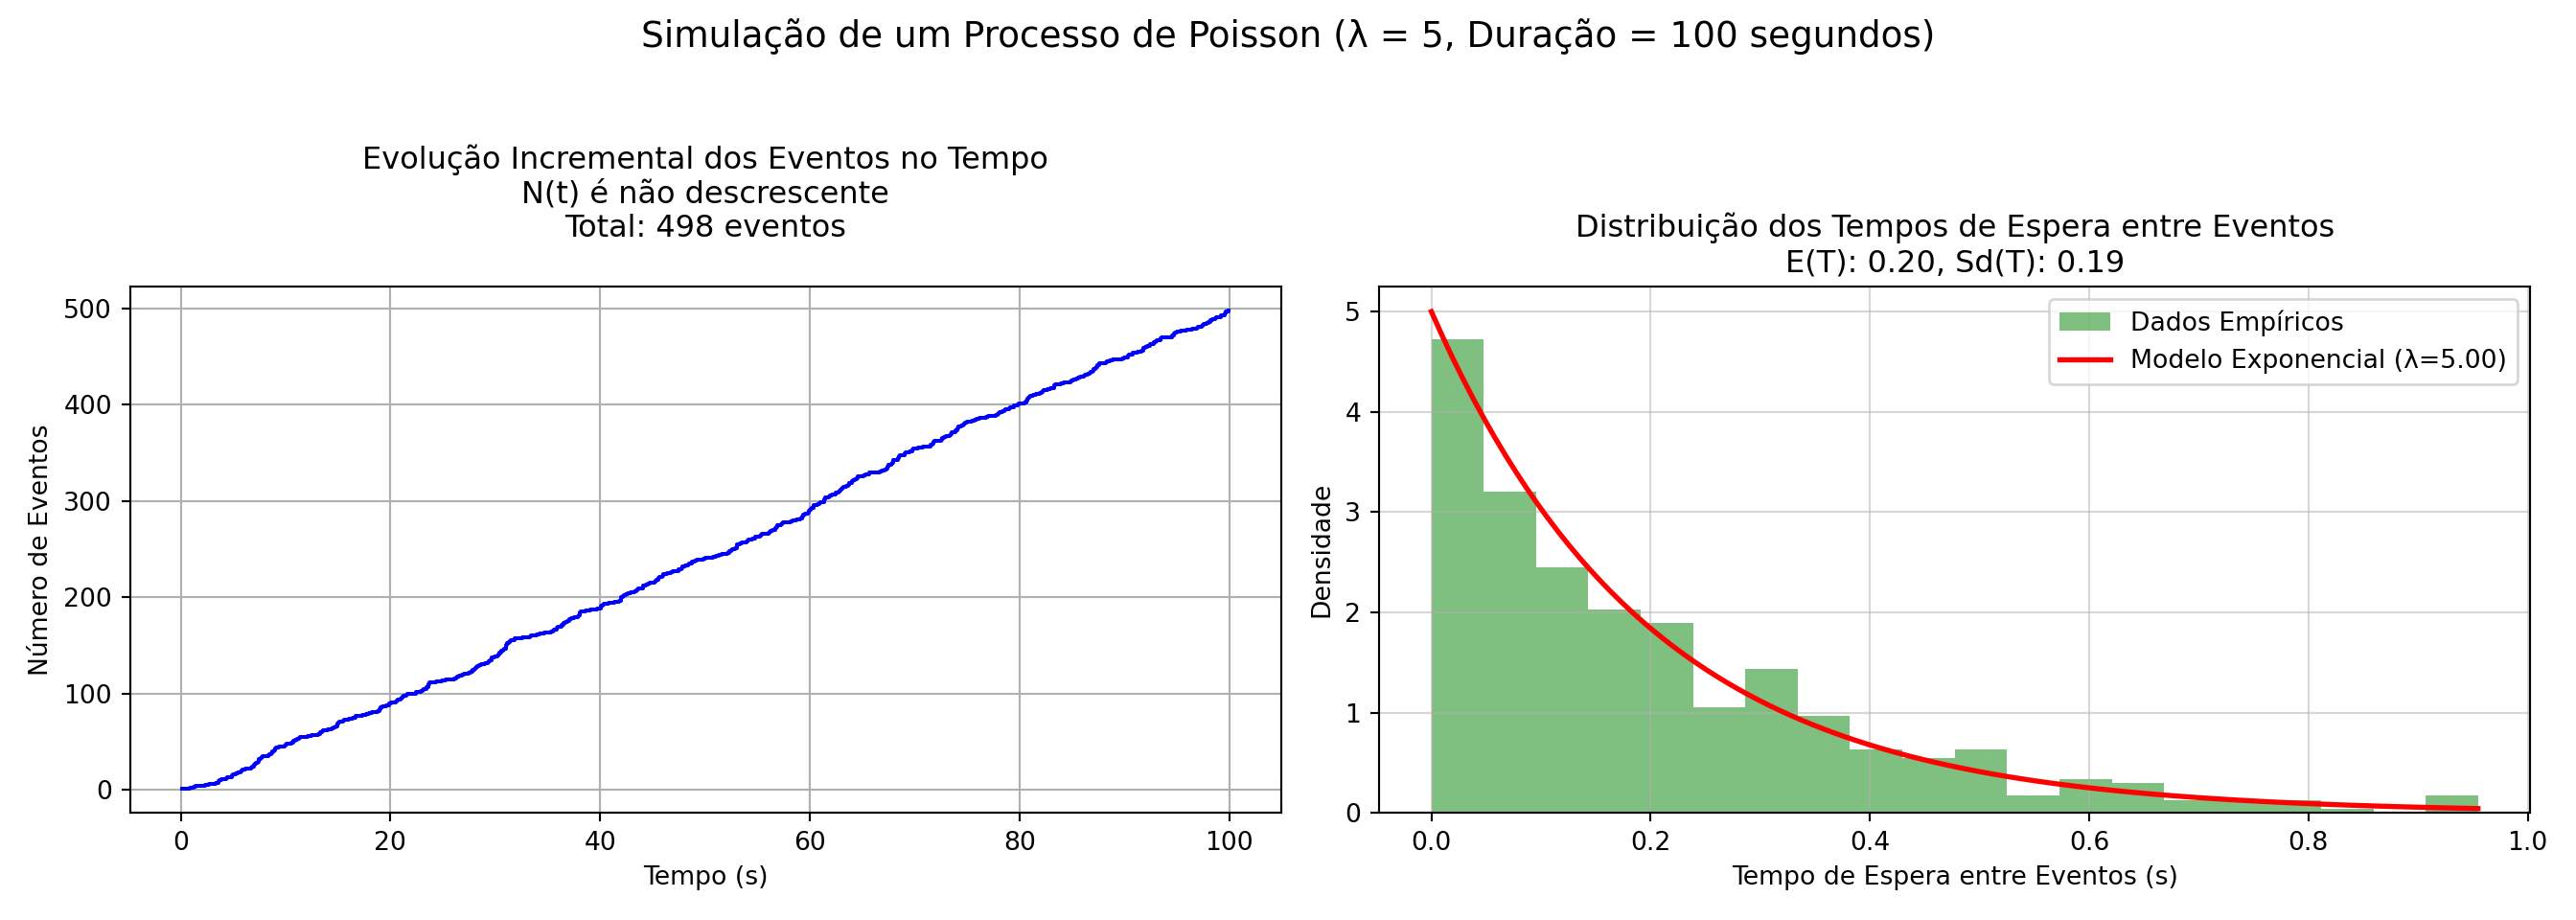 Simulação de um Processo de Poisson (λ = 5, Duração = 100 segundos)
Evolução Incremental dos Eventos no Tempo
N(t) é não descrescente
Total: 498 eventos
500
400
300
200
100
0
Número de Eventos
0 20 40 60 80 100
Tempo (s)
Distribuição dos Tempos de Espera entre Eventos
E(T): 0.20, Sd(T): 0.19
Dados Empíricos
Modelo Exponencial (λ=5.00)
5
4
3
2
1
0
Densidade
0.0 0.2 0.4 0.6 0.8 1.0
Tempo de Espera entre Eventos (s)